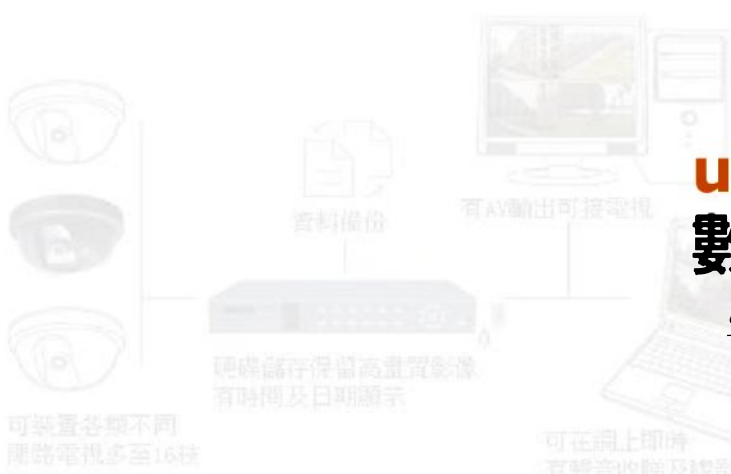 資料備份
有AV輸出可接電視
u
數
硬碟儲存保留高畫質影像
有時間及日期顯示
可裝置各類不同
閉路電視多至16枝
可在網上即時